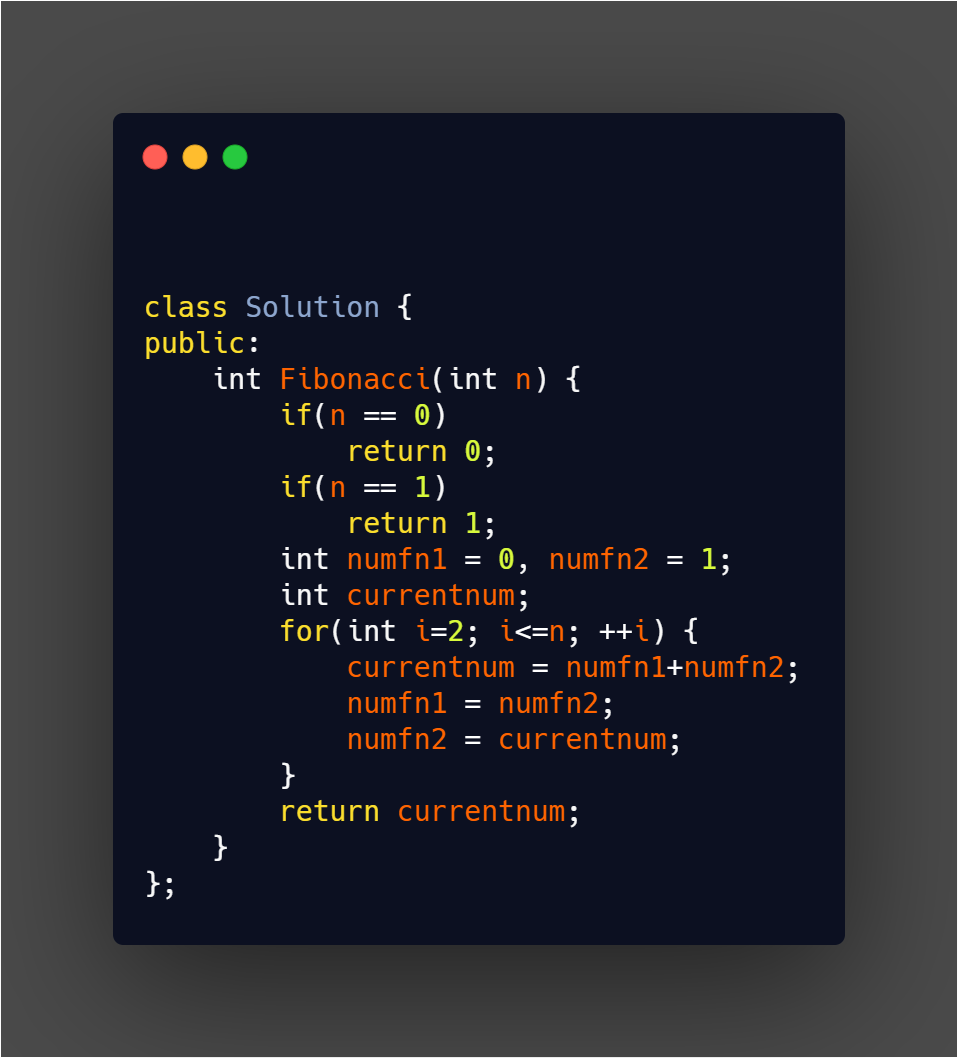 class Solution {
public:
    int Fibonacci(int n) {
        if(n == 0)
            return 0;
        if(n == 1)
            return 1;
        int numfn1 = 0, numfn2 = 1;
        int currentnum;
        for(int i=2; i<=n; ++i) {
            currentnum = numfn1+numfn2;
            numfn1 = numfn2;
            numfn2 = currentnum;
        }
        return currentnum;
    }
};